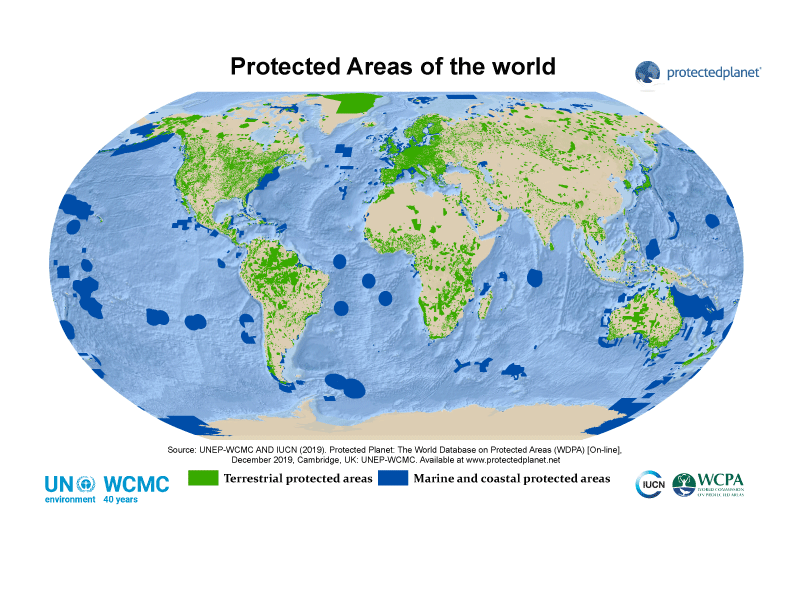 Protected Areas of the world
protectedplanet
Source: UNEP-WCMC AND IUCN (2019). Protected Planet: The World Database on Protected Areas (WDPA) [On-line],
December 2019, Cambridge, UK: UNEP-WCMC. Available at www.protectedplanet.net
Terrestrial protected areas
Marine and coastal protected areas
UN WCMC
environment 40 years
IUCN
WCPA
WORLD COMMISSION
ON PROTECTED AREAS